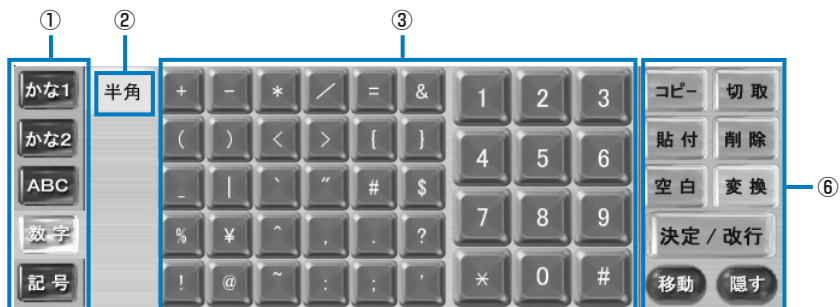 ① ② ③
かな1 半角 + - * / = & 1 2 3 コピー 切取
かな2 ( ) < > { } 4 5 6 貼付 削除
ABC _ | ` ″ # $ 空白 変換 ⑥
数字 % ¥ ^ , . ? 7 8 9 決定 / 改行
記号 ! @ ~ : ; ' * 0 # 移動 隠す